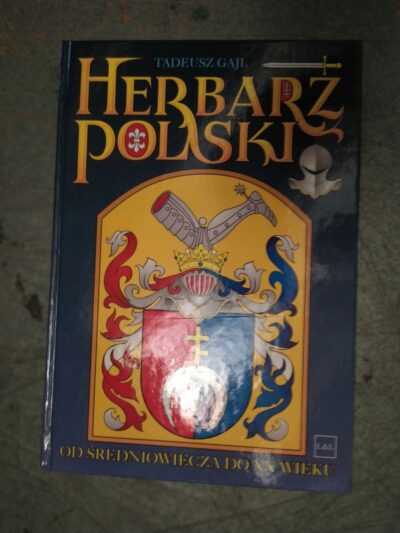 TADEUSZ GAJL
HERBARZ
POLSKI
OD ŚREDNIOWIECZA DO XX WIEKU
L&L